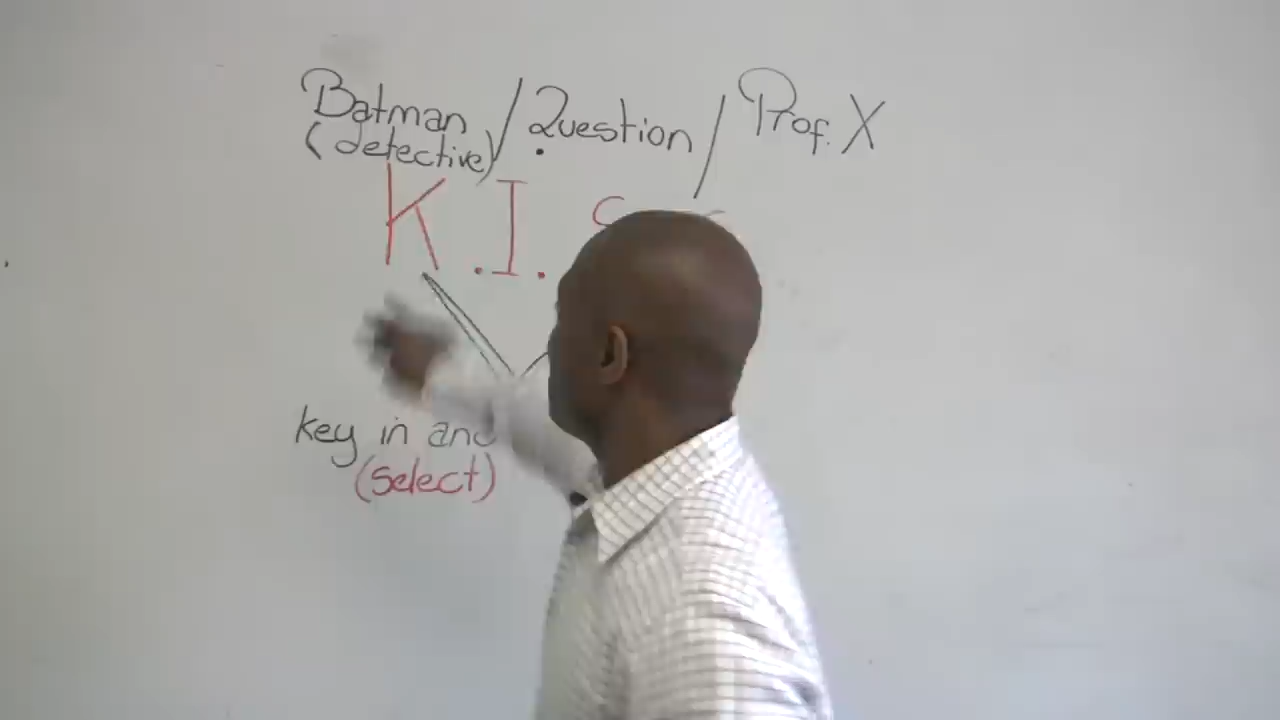 Batman / Question / Prof. X
(detective)
K.I.
key in and
(select)